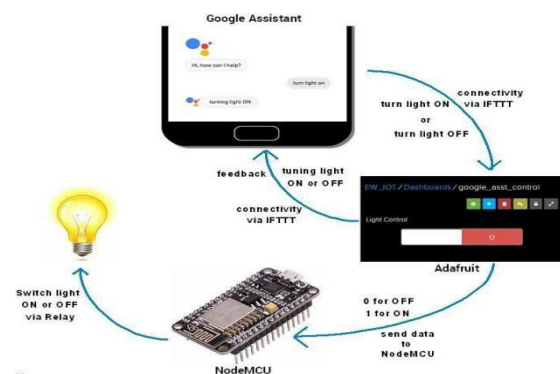 Google Assistant
Hi, how can I help?
turn light on
turning light ON
turn light ON
or
turn light OFF
connectivity
via IFTTT
feedback
tuning light
ON or OFF
connectivity
via IFTTT
EW_IOT / Dashboards / google_asst_control
Light Control
0
Adafruit
0 for OFF
1 for ON
send data
to
NodeMCU
Switch light
ON or OFF
via Relay
NodeMCU